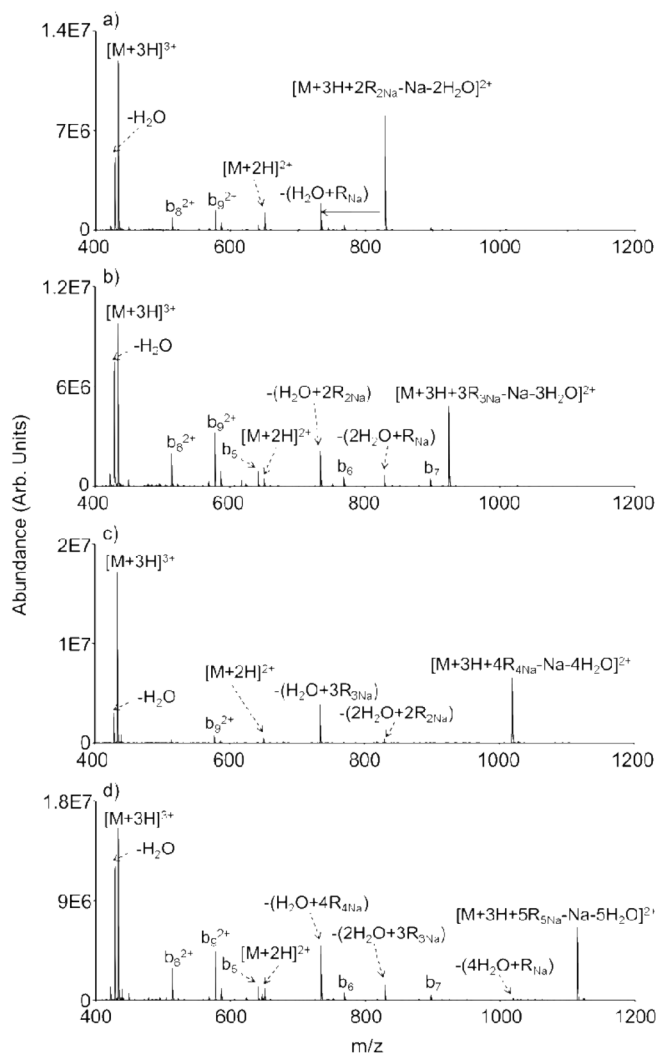 a)
1.4E7
[M+3H]³⁺
[M+3H+2R₂Na-Na-2H₂O]²⁺
-H₂O
7E6
[M+2H]²⁺
-(H₂O+RNa)
b₈²⁺
b₉²⁺
0
400 600 800 1000 1200
b)
1.2E7
[M+3H]³⁺
-H₂O
-(H₂O+2R₂Na)
[M+3H+3R₃Na-Na-3H₂O]²⁺
6E6
b₉²⁺
[M+2H]²⁺
-(2H₂O+RNa)
b₈²⁺
b₅
b₆
b₇
0
400 600 800 1000 1200
Abundance (Arb. Units)
c)
2E7
[M+3H]³⁺
1E7
[M+2H]²⁺
-(H₂O+3R₃Na)
[M+3H+4R₄Na-Na-4H₂O]²⁺
-H₂O
-(2H₂O+2R₂Na)
b₉²⁺
0
400 600 800 1000 1200
d)
1.8E7
[M+3H]³⁺
-H₂O
-(H₂O+4R₄Na)
[M+3H+5R₅Na-Na-5H₂O]²⁺
9E6
-(2H₂O+3R₃Na)
b₉²⁺
[M+2H]²⁺
b₈²⁺
b₅
b₆
b₇
-(4H₂O+RNa)
0
400 600 800 1000 1200
m/z